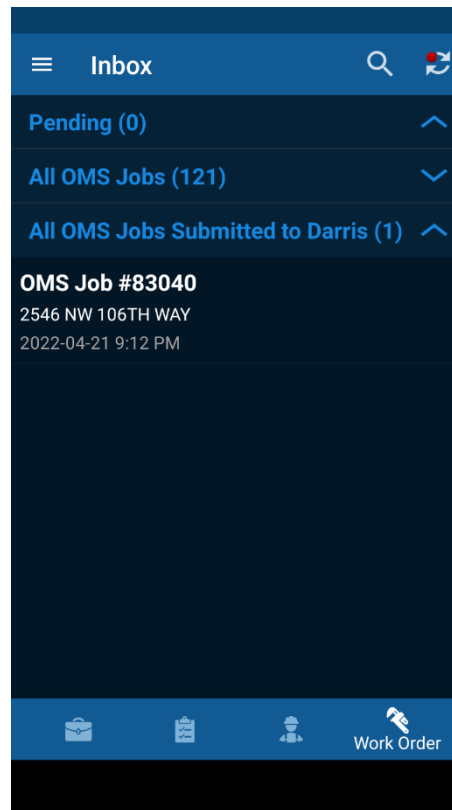 Inbox
Pending (0)
All OMS Jobs (121)
All OMS Jobs Submitted to Darris (1)
OMS Job #83040
2546 NW 106TH WAY
2022-04-21 9:12 PM
Work Order